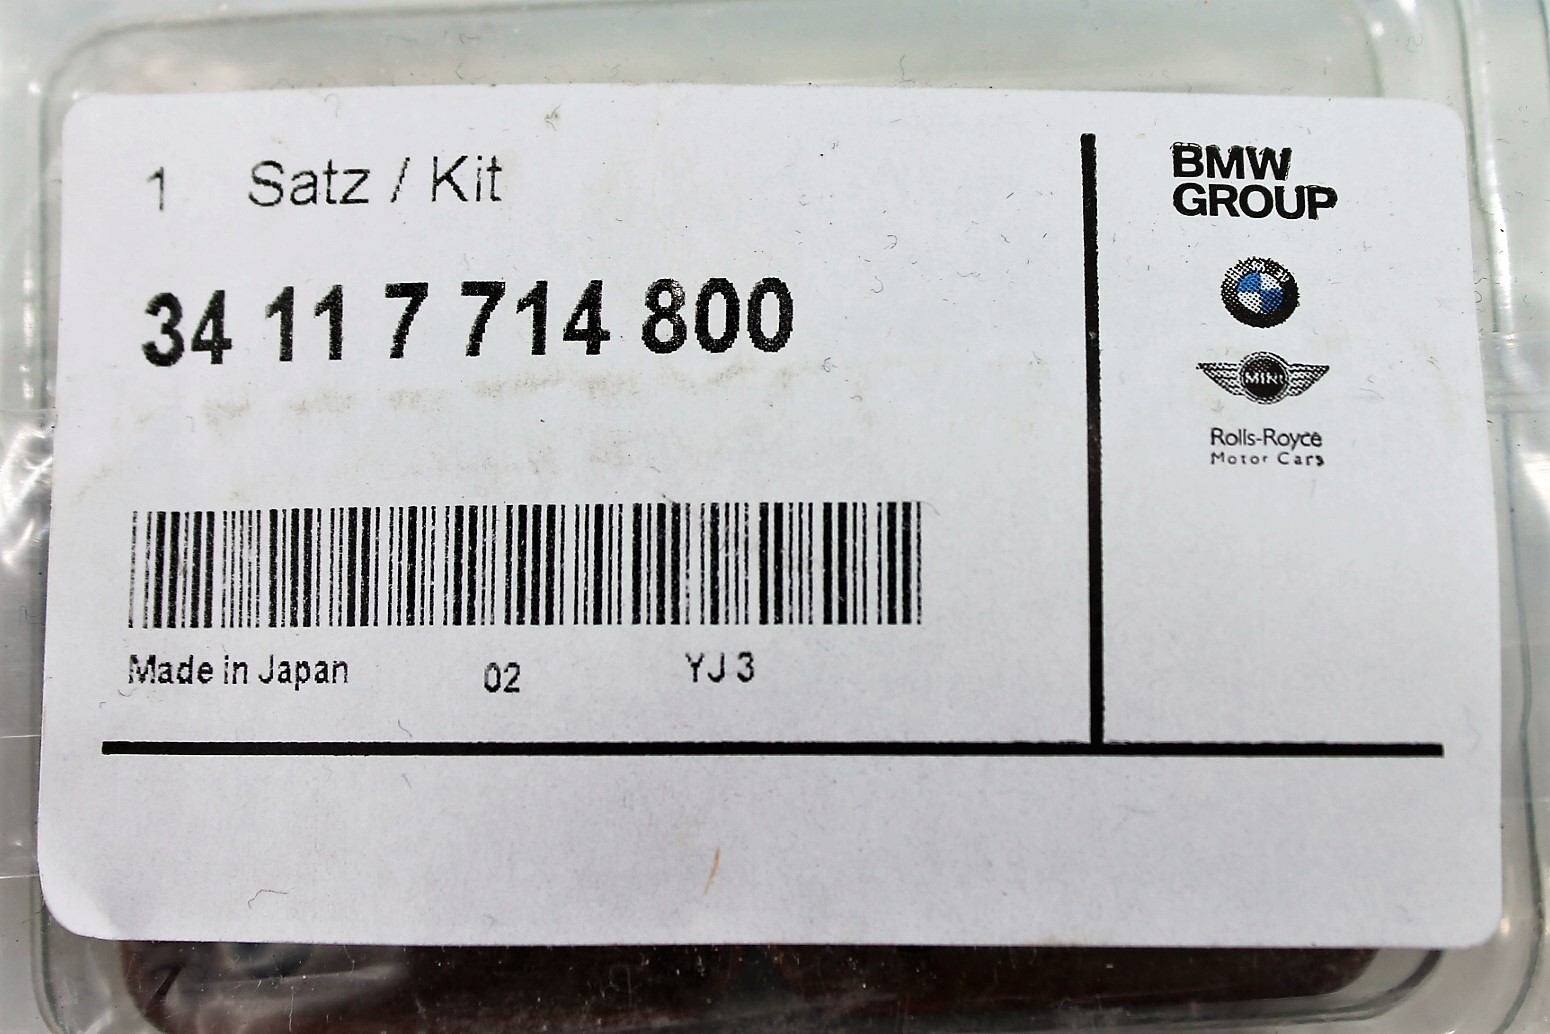 1 Satz / Kit
34 11 7 714 800
Made in Japan 02 YJ 3
BMW
GROUP
MINI
Rolls-Royce
Motor Cars